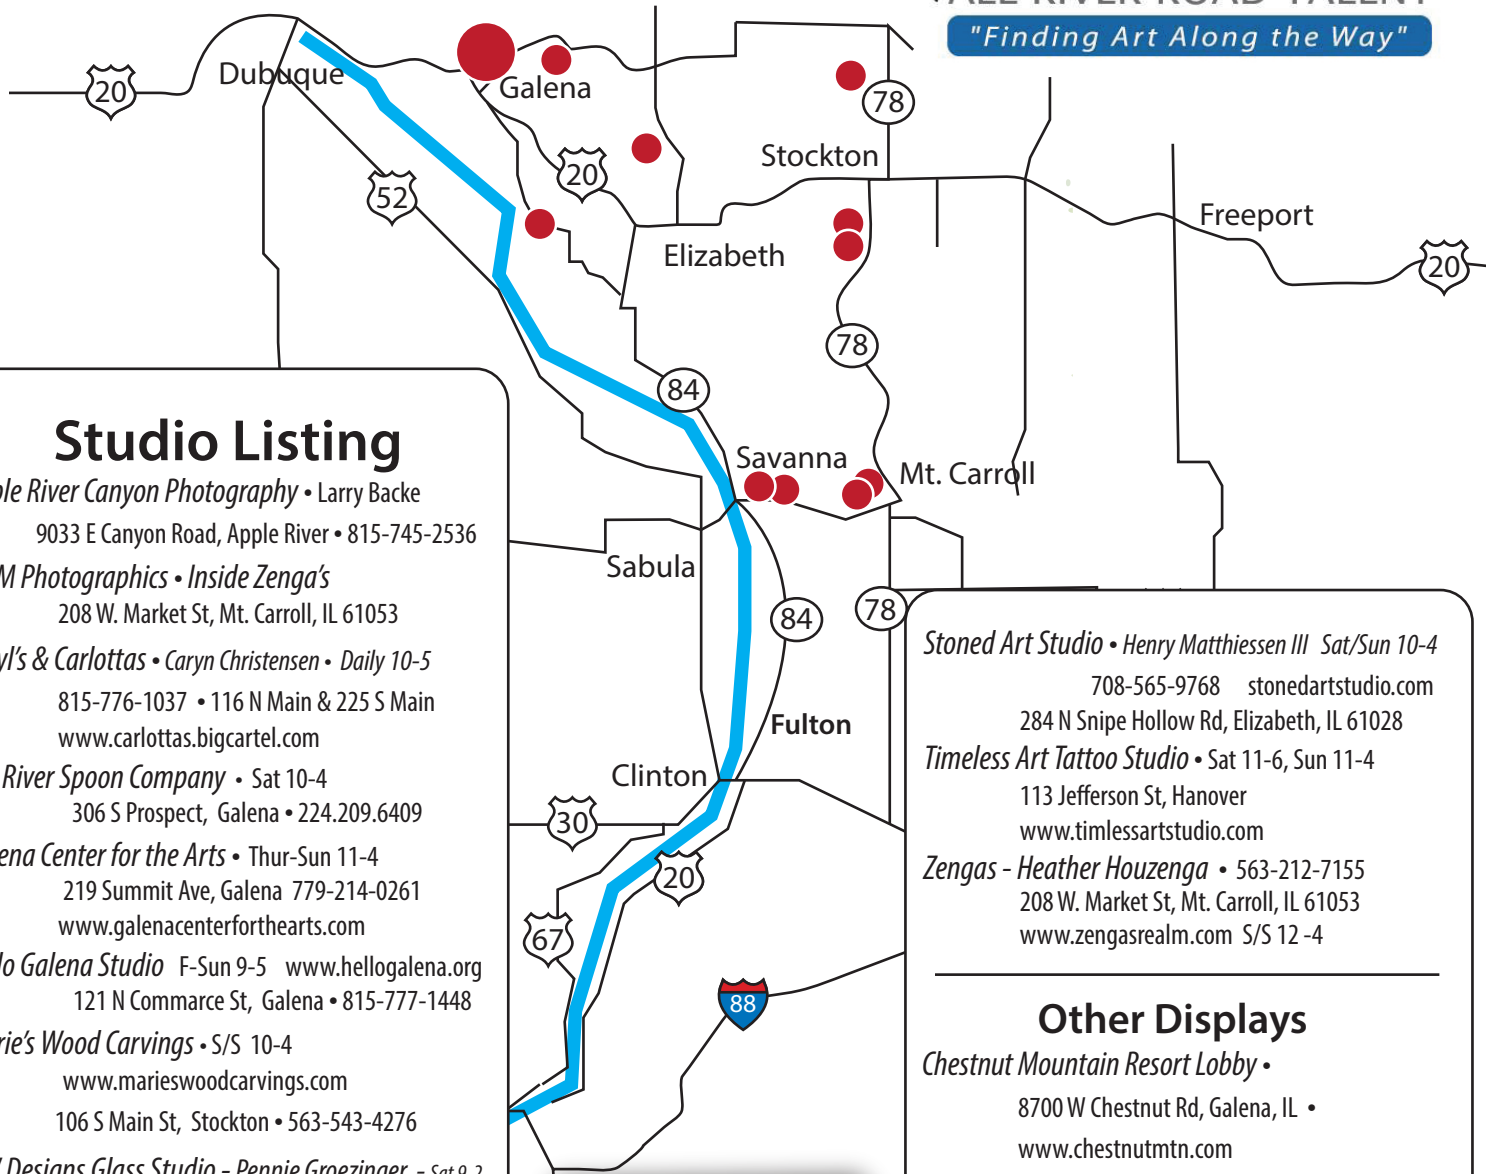 "Finding Art Along the Way"
20
Dubuque
Galena
78
20
Stockton
52
Freeport
Elizabeth
20
78
84
Savanna
Mt. Carroll
Sabula
84
78
Fulton
Clinton
30
20
67
88
Studio Listing
River Canyon Photography • Larry Backe
9033 E Canyon Road, Apple River • 815-745-2536
Photographics • Inside Zenga's
208 W. Market St, Mt. Carroll, IL 61053
& Carlottas • Caryn Christensen • Daily 10-5
815-776-1037 • 116 N Main & 225 S Main
www.carlottas.bigcartel.com
River Spoon Company • Sat 10-4
306 S Prospect, Galena • 224.209.6409
Center for the Arts • Thur-Sun 11-4
219 Summit Ave, Galena 779-214-0261
www.galenacenterforthearts.com
Galena Studio F-Sun 9-5 www.hellogalena.org
121 N Commarce St, Galena • 815-777-1448
Wood Carvings • S/S 10-4
www.marieswoodcarvings.com
106 S Main St, Stockton • 563-543-4276
Designs Glass Studio - Pennie Groezinger - Sat 9-2
Stoned Art Studio • Henry Matthiessen III Sat/Sun 10-4
708-565-9768 stonedartstudio.com
284 N Snipe Hollow Rd, Elizabeth, IL 61028
Timeless Art Tattoo Studio • Sat 11-6, Sun 11-4
113 Jefferson St, Hanover
www.timlessartstudio.com
Zengas - Heather Houzenga • 563-212-7155
208 W. Market St, Mt. Carroll, IL 61053
www.zengasrealm.com S/S 12 -4
Other Displays
Chestnut Mountain Resort Lobby •
8700 W Chestnut Rd, Galena, IL •
www.chestnutmtn.com